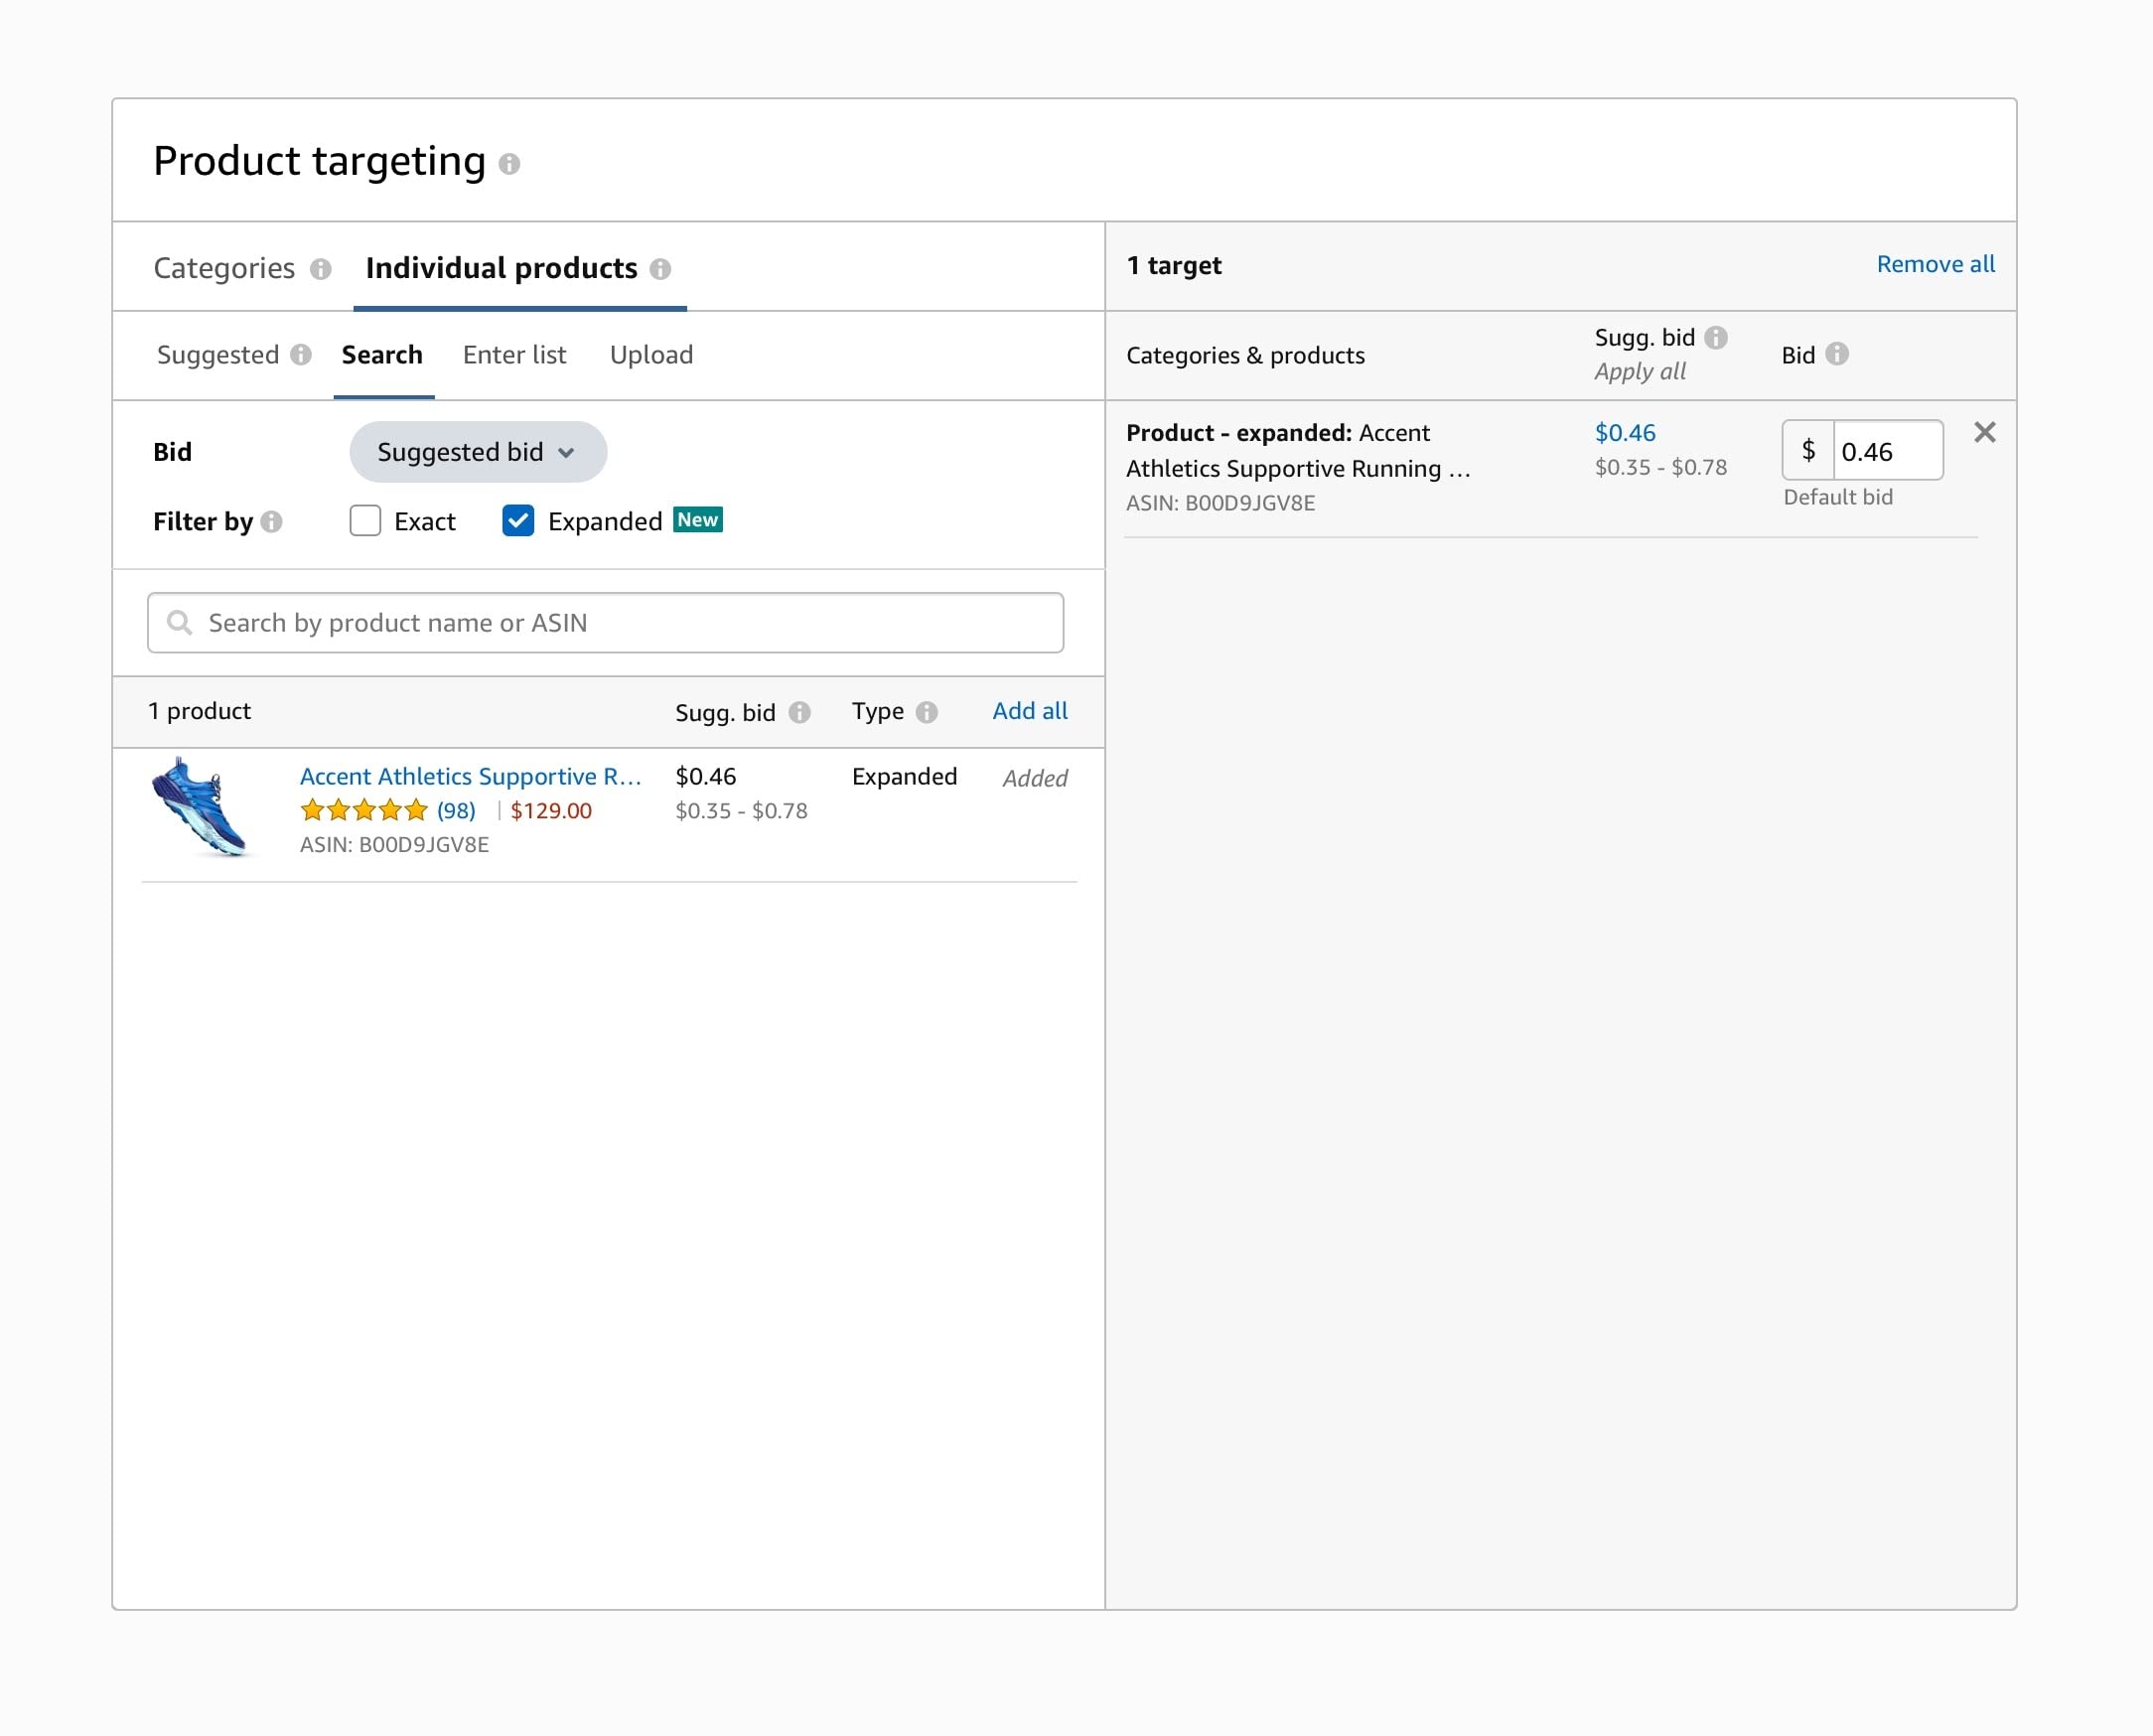 Product targeting
Categories Individual products
Suggested Search Enter list Upload
Bid Suggested bid
Filter by Exact Expanded New
Search by product name or ASIN
1 product Sugg. bid Type Add all
Accent Athletics Supportive R... $0.46 Expanded Added
(98) | $129.00 $0.35 - $0.78
ASIN: B00D9JGV8E
1 target Remove all
Categories & products Sugg. bid Bid
Apply all
Product - expanded: Accent $0.46 $ 0.46
Athletics Supportive Running ... $0.35 - $0.78
ASIN: B00D9JGV8E Default bid